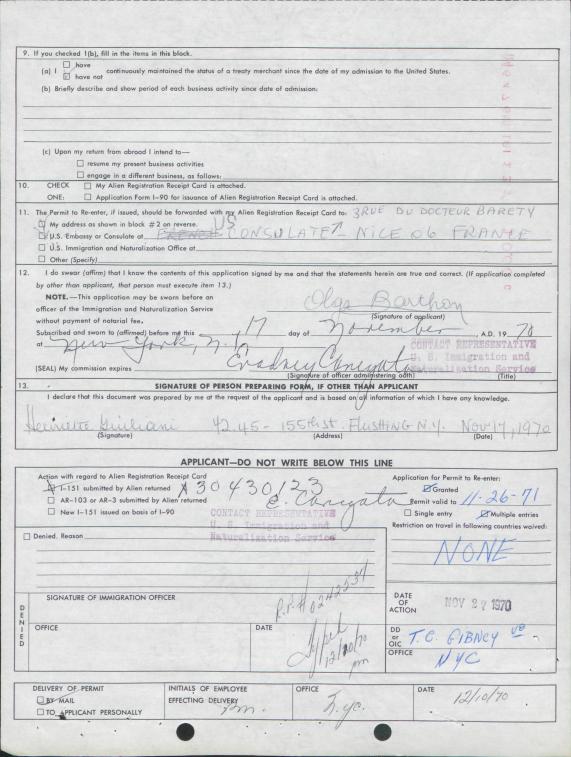 9. If you checked 1(b), fill in the items in this block.
(a) I have
have not continuously maintained the status of a treaty merchant since the date of my admission to the United States.
(b) Briefly describe and show period of each business activity since date of admission:
(c) Upon my return from abroad I intend to—
resume my present business activities
engage in a different business, as follows:
10. CHECK My Alien Registration Receipt Card is attached.
ONE: Application Form I-90 for issuance of Alien Registration Receipt Card is attached.
11. The Permit to Re-enter, if issued, should be forwarded with my Alien Registration Receipt Card to: 3 RUE DU DOCTEUR BARETY
My address as shown in block #2 on reverse. US
U.S. Embassy or Consulate at FRENCH CONSULATE NICE 06 FRANCE
U.S. Immigration and Naturalization Office at
Other (Specify)
12. I do swear (affirm) that I know the contents of this application signed by me and that the statements herein are true and correct. (If application completed
by other than applicant, that person must execute item 13.)
NOTE.—This application may be sworn before an
officer of the Immigration and Naturalization Service
without payment of notarial fee.
Olga Barthon
(Signature of applicant)
Subscribed and sworn to (affirmed) before me this 17 day of November, A.D. 19 70
at New York, N.Y.
CONTACT REPRESENTATIVE
U. S. Immigration and
Naturalization Service
(SEAL) My commission expires (Signature of officer administering oath) (Title)
13. SIGNATURE OF PERSON PREPARING FORM, IF OTHER THAN APPLICANT
I declare that this document was prepared by me at the request of the applicant and is based on all information of which I have any knowledge.
Henriette Giuliani 42.45 - 155th st. Flushing N.Y. Nov 17, 1970
(Signature) (Address) (Date)
APPLICANT—DO NOT WRITE BELOW THIS LINE
Action with regard to Alien Registration Receipt Card
I-151 submitted by Alien returned A30 430 123
AR-103 or AR-3 submitted by Alien returned
New I-151 issued on basis of I-90
CONTACT REPRESENTATIVE
U. S. Immigration and
Naturalization Service
Application for Permit to Re-enter:
Granted
Permit valid to 11-26-71
Single entry Multiple entries
Restriction on travel in following countries waived:
NONE
Denied. Reason
DENIED
SIGNATURE OF IMMIGRATION OFFICER
OFFICE DATE
12/10/70
pm
DATE OF ACTION NOV 27 1970
DD or OIC T.C. GIBNEY
OFFICE NYC
DELIVERY OF PERMIT
BY MAIL
TO APPLICANT PERSONALLY
INITIALS OF EMPLOYEE
EFFECTING DELIVERY pm.
OFFICE n.y.c.
DATE 12/10/70